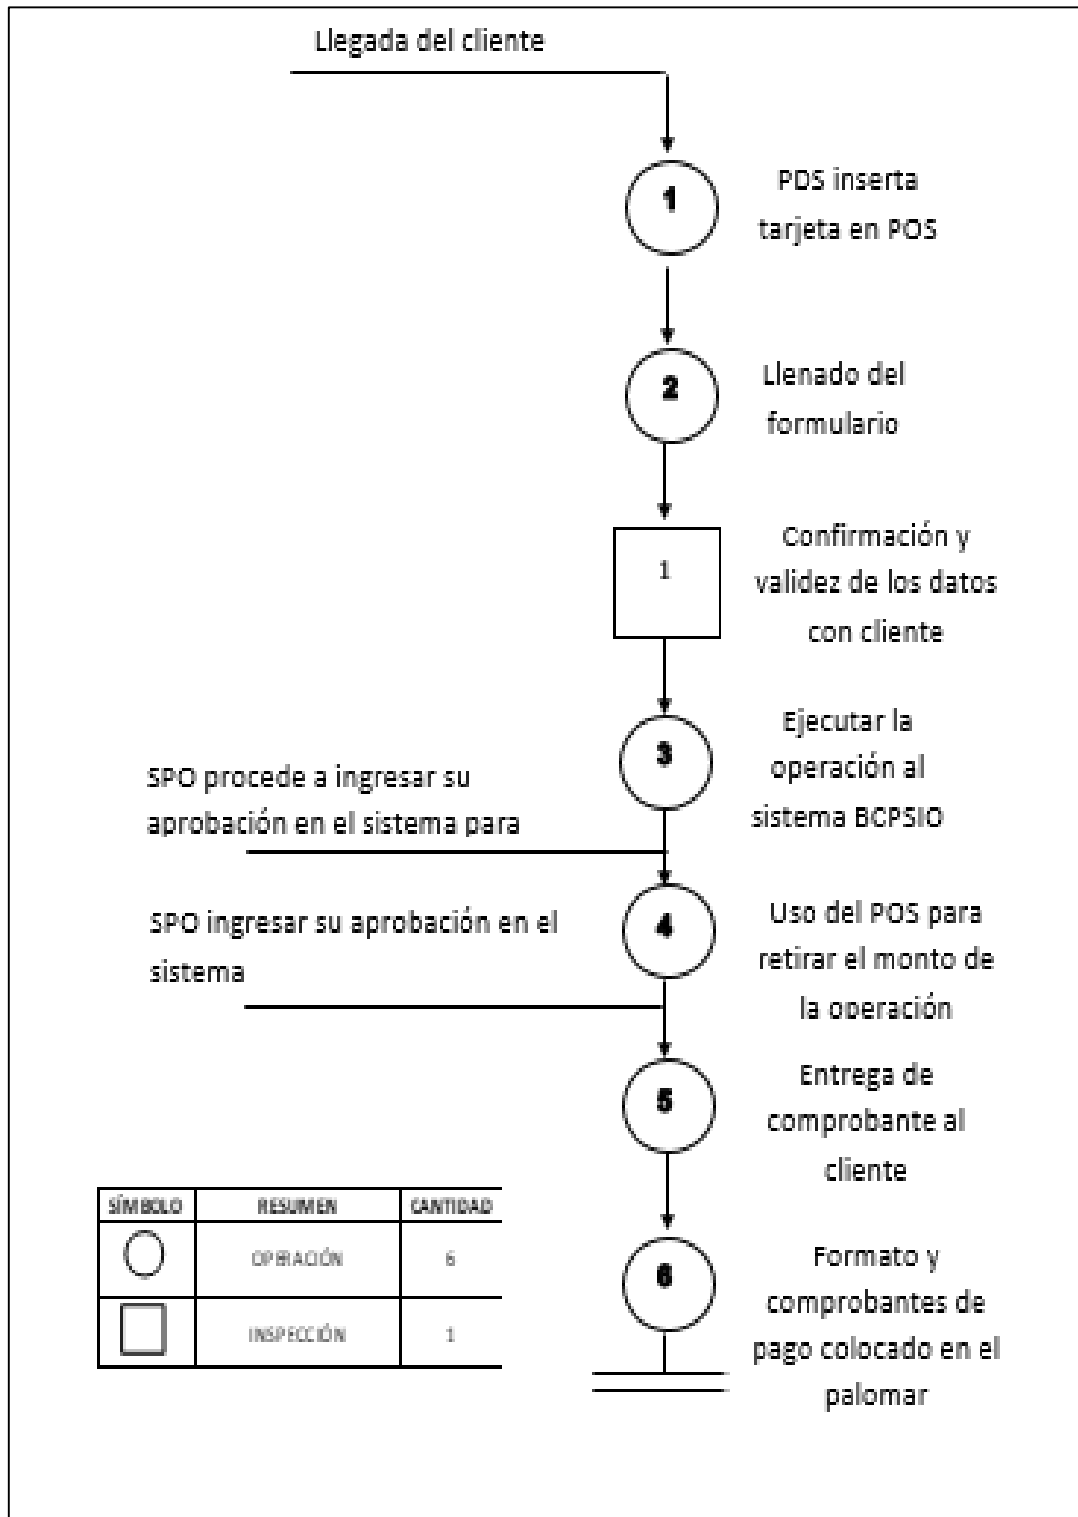 Llegada del cliente
1
PDS inserta
tarjeta en POS
2
Llenado del
formulario
1
Confirmación y
validez de los datos
con cliente
3
Ejecutar la
operación al
sistema BCPSIO
SPO procede a ingresar su
aprobación en el sistema para
4
Uso del POS para
retirar el monto de
la operación
SPO ingresar su aprobación en el
sistema
5
Entrega de
comprobante al
cliente
6
Formato y
comprobantes de
pago colocado en el
palomar
SÍMBOLO RESUMEN CANTIDAD
OPERACIÓN 6
INSPECCIÓN 1